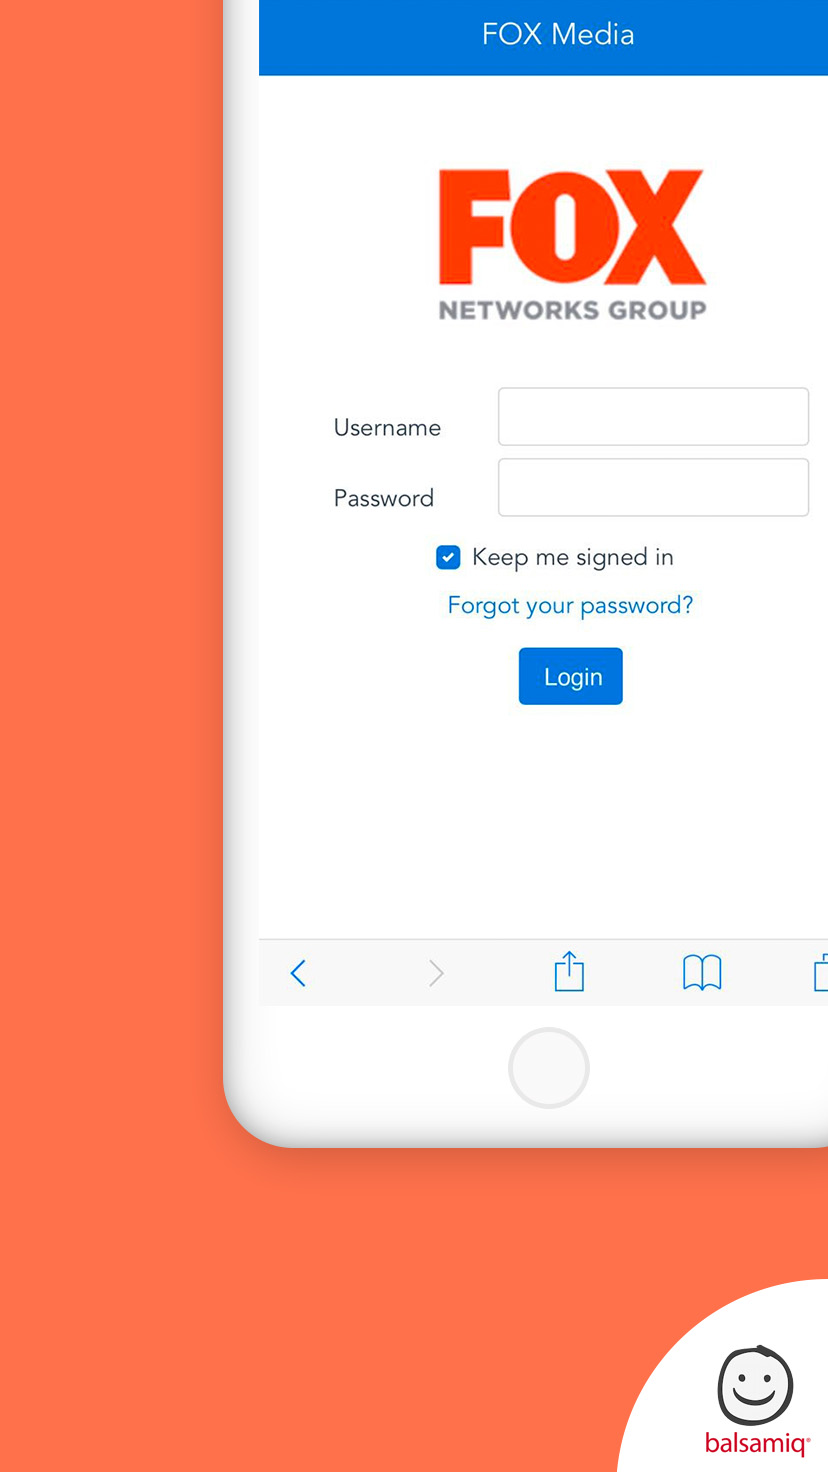 FOX Media
FOX
NETWORKS GROUP
Username
Password
Keep me signed in
Forgot your password?
Login
balsamiq®